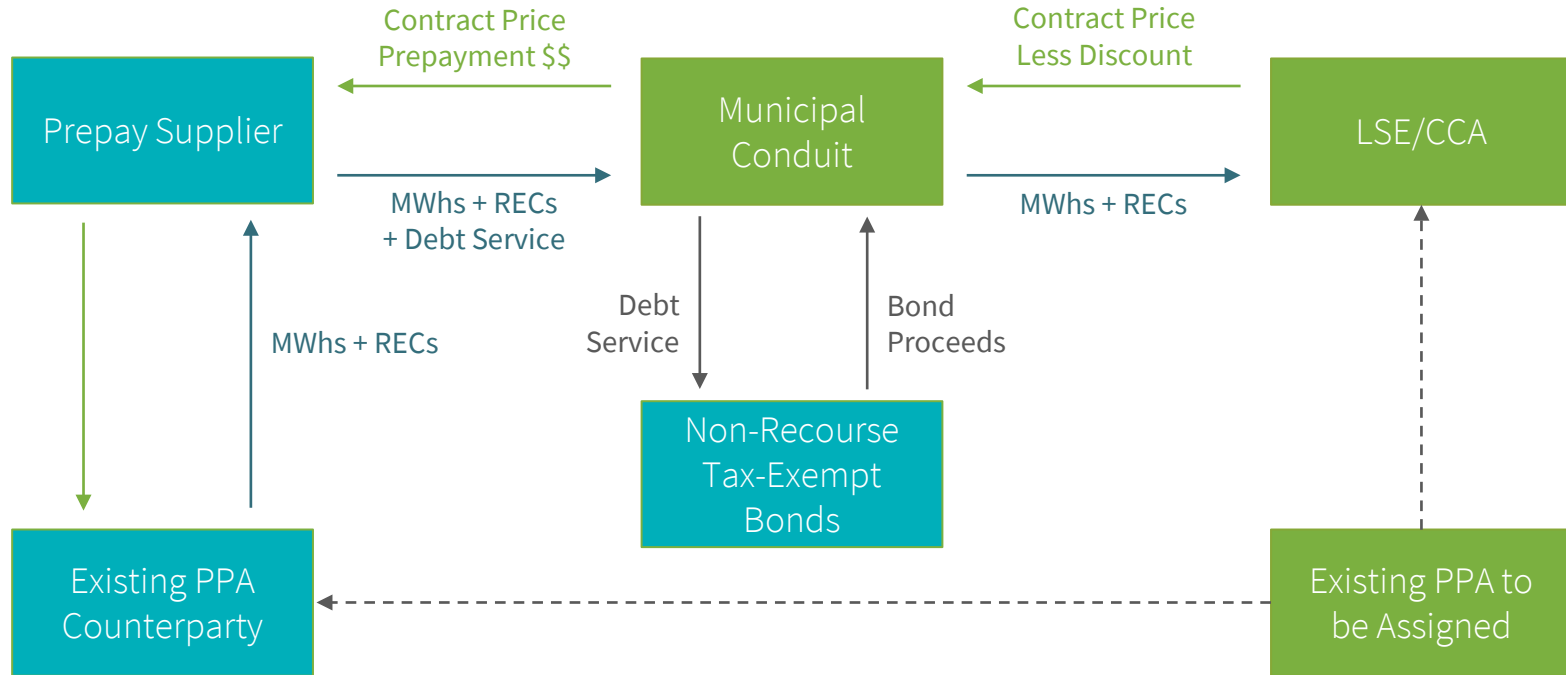 Contract Price
Prepayment $$
Contract Price
Less Discount
Prepay Supplier
Municipal
Conduit
LSE/CCA
MWhs + RECs
+ Debt Service
MWhs + RECs
MWhs + RECs
Debt
Service
Bond
Proceeds
Non-Recourse
Tax-Exempt
Bonds
Existing PPA
Counterparty
Existing PPA to
be Assigned